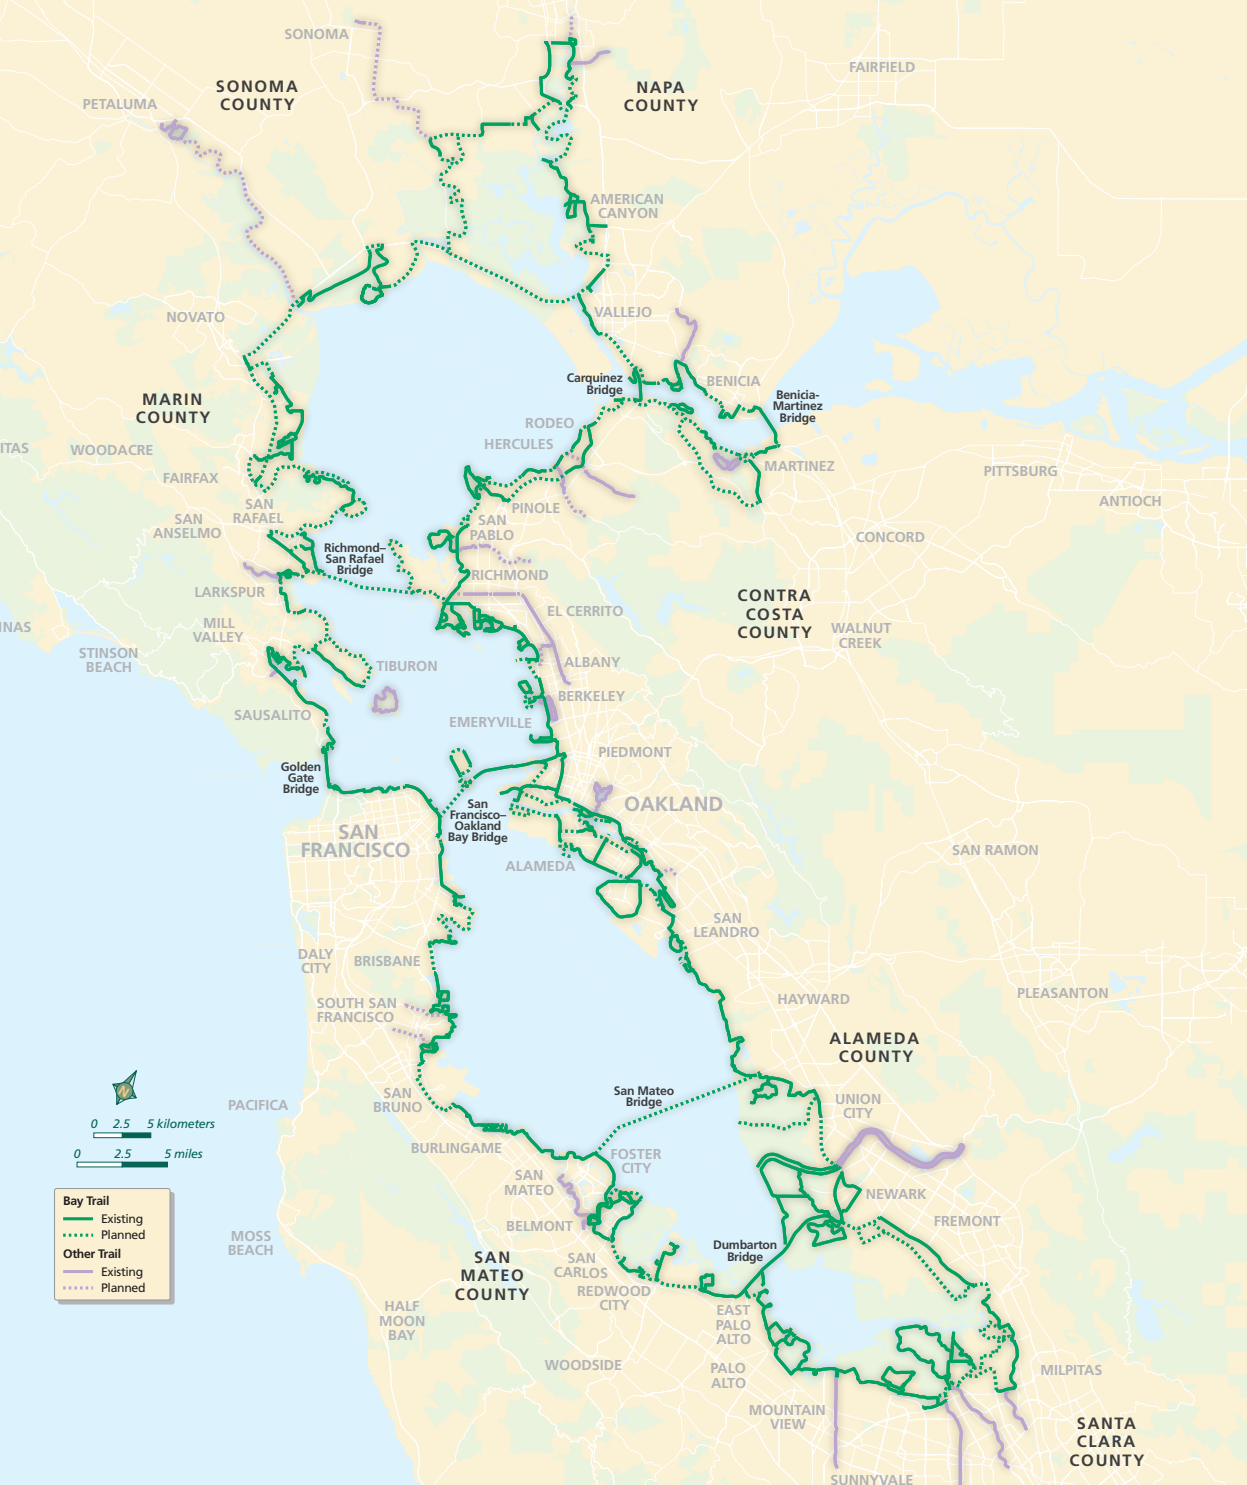 SONOMA
SONOMA
COUNTY
PETALUMA
NAPA
COUNTY
FAIRFIELD
AMERICAN
CANYON
NOVATO
VALLEJO
MARIN
COUNTY
Carquinez
Bridge
BENICIA
Benicia-
Martinez
Bridge
ITAS
WOODACRE
RODEO
HERCULES
MARTINEZ
PITTSBURG
FAIRFAX
ANTIOCH
SAN
RAFAEL
SAN
ANSELMO
PINOLE
SAN
PABLO
CONCORD
Richmond–
San Rafael
Bridge
RICHMOND
LARKSPUR
EL CERRITO
CONTRA
COSTA
COUNTY
INAS
MILL
VALLEY
WALNUT
CREEK
STINSON
BEACH
TIBURON
ALBANY
BERKELEY
SAUSALITO
EMERYVILLE
PIEDMONT
Golden
Gate
Bridge
San
Francisco–
Oakland
Bay Bridge
OAKLAND
SAN
FRANCISCO
SAN RAMON
ALAMEDA
SAN
LEANDRO
DALY
CITY
BRISBANE
SOUTH SAN
FRANCISCO
HAYWARD
PLEASANTON
ALAMEDA
COUNTY
N
San Mateo
Bridge
SAN
BRUNO
PACIFICA
UNION
CITY
0 2.5 5 kilometers
0 2.5 5 miles
BURLINGAME
FOSTER
CITY
SAN
MATEO
NEWARK
Bay Trail
Existing
Planned
Other Trail
Existing
Planned
BELMONT
FREMONT
MOSS
BEACH
SAN
MATEO
COUNTY
SAN
CARLOS
Dumbarton
Bridge
REDWOOD
CITY
HALF
MOON
BAY
EAST
PALO
ALTO
WOODSIDE
PALO
ALTO
MILPITAS
MOUNTAIN
VIEW
SANTA
CLARA
COUNTY
SUNNYVALE